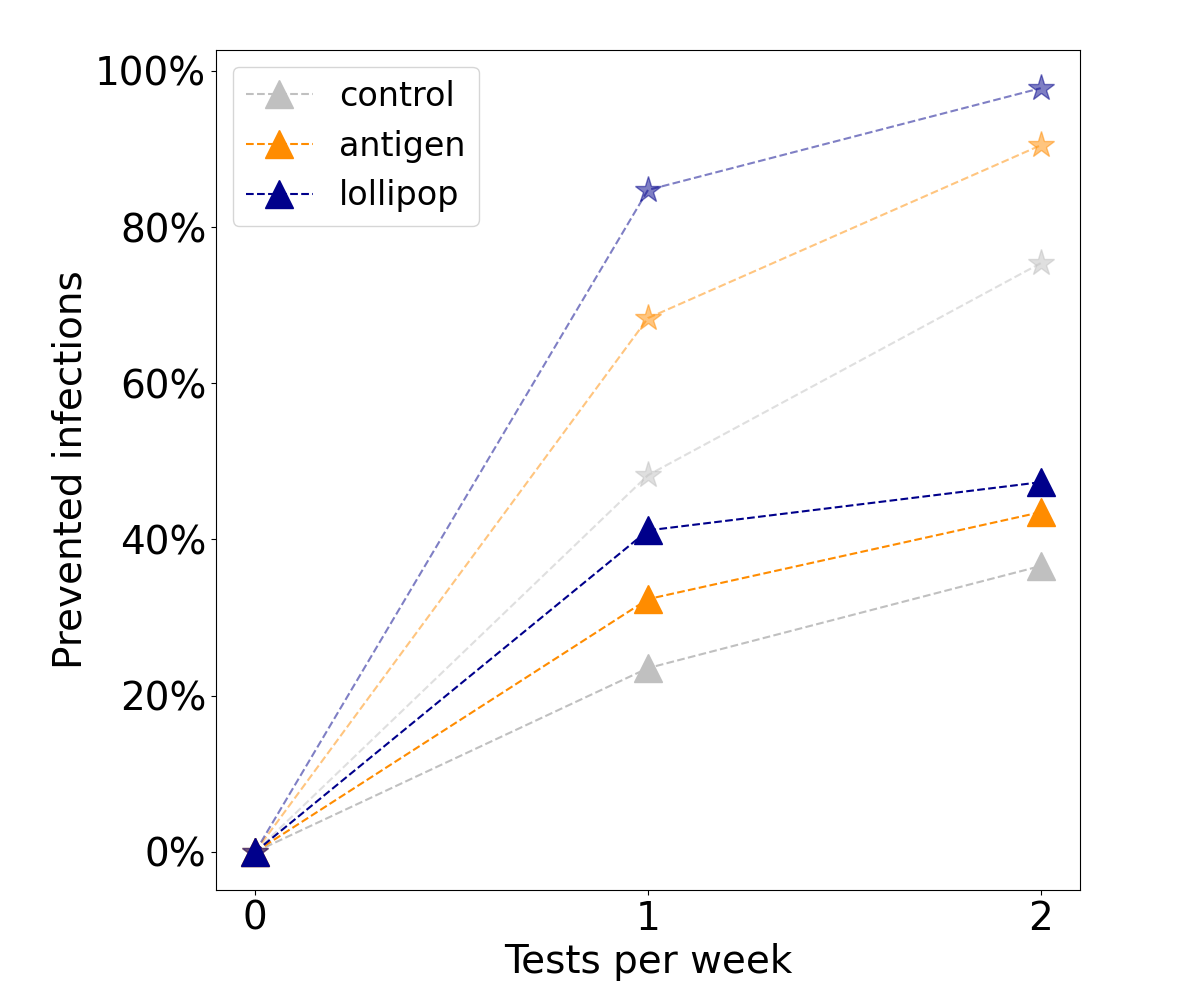 100%
80%
60%
40%
20%
0%
Prevented infections
control
antigen
lollipop
0
1
2
Tests per week